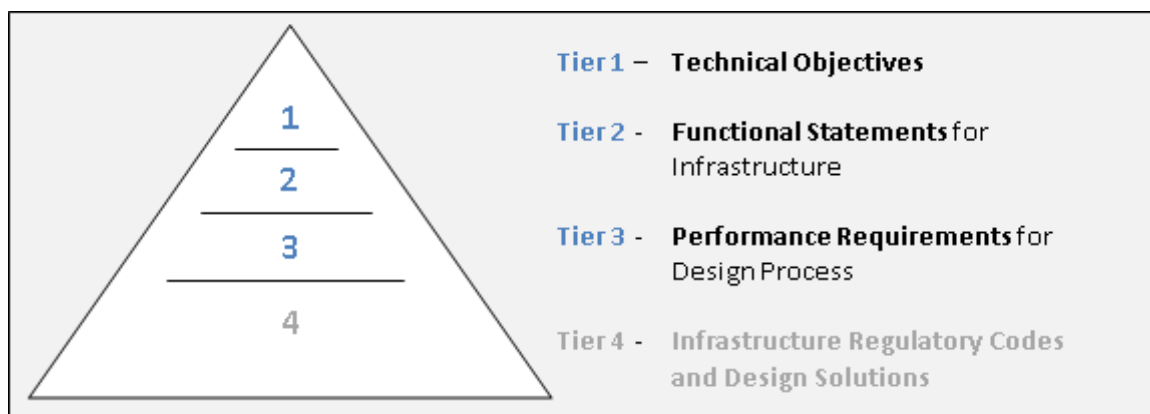 1
2
3
4
Tier 1 – Technical Objectives
Tier 2 - Functional Statements for
Infrastructure
Tier 3 - Performance Requirements for
Design Process
Tier 4 - Infrastructure Regulatory Codes
and Design Solutions